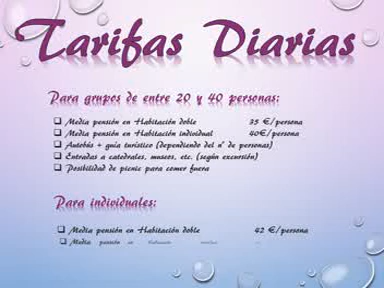 Tarifas Diarias
Para grupos de entre 20 y 40 personas:
❑ Media pensión en Habitación doble 35 €/persona
❑ Media pensión en Habitación individual 40€/persona
❑ Autobús + guía turístico (dependiendo del nº de personas)
❑ Entradas a catedrales, museos, etc. (según excursión)
❑ Posibilidad de picnic para comer fuera
Para individuales:
❑ Media pensión en Habitación doble 42 €/persona
❑ Media pensión en